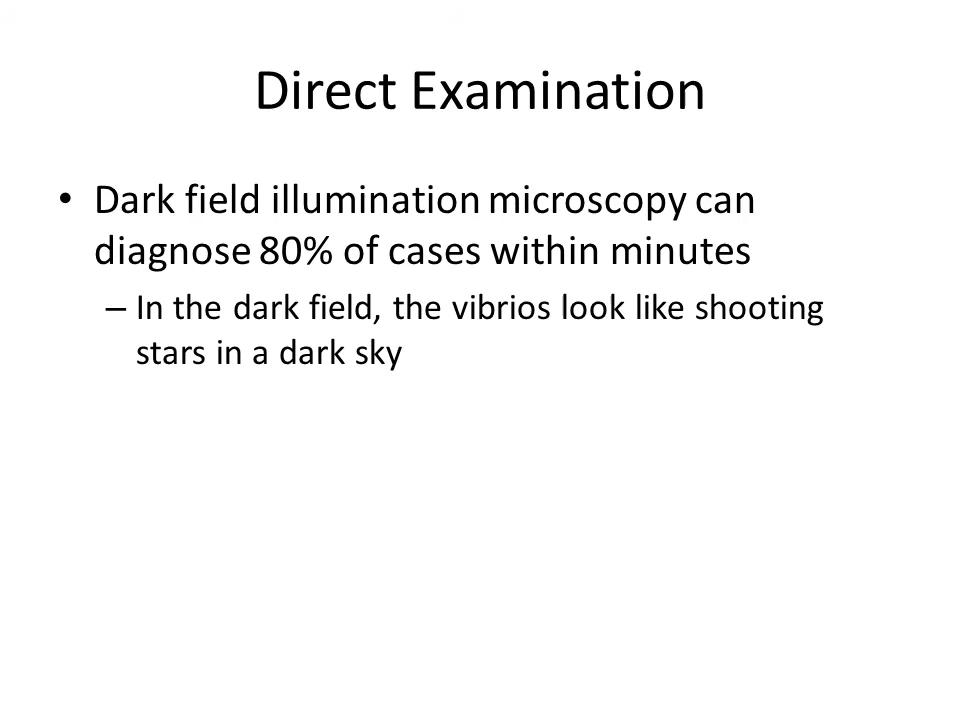 Direct Examination
• Dark field illumination microscopy can
diagnose 80% of cases within minutes
– In the dark field, the vibrios look like shooting
stars in a dark sky